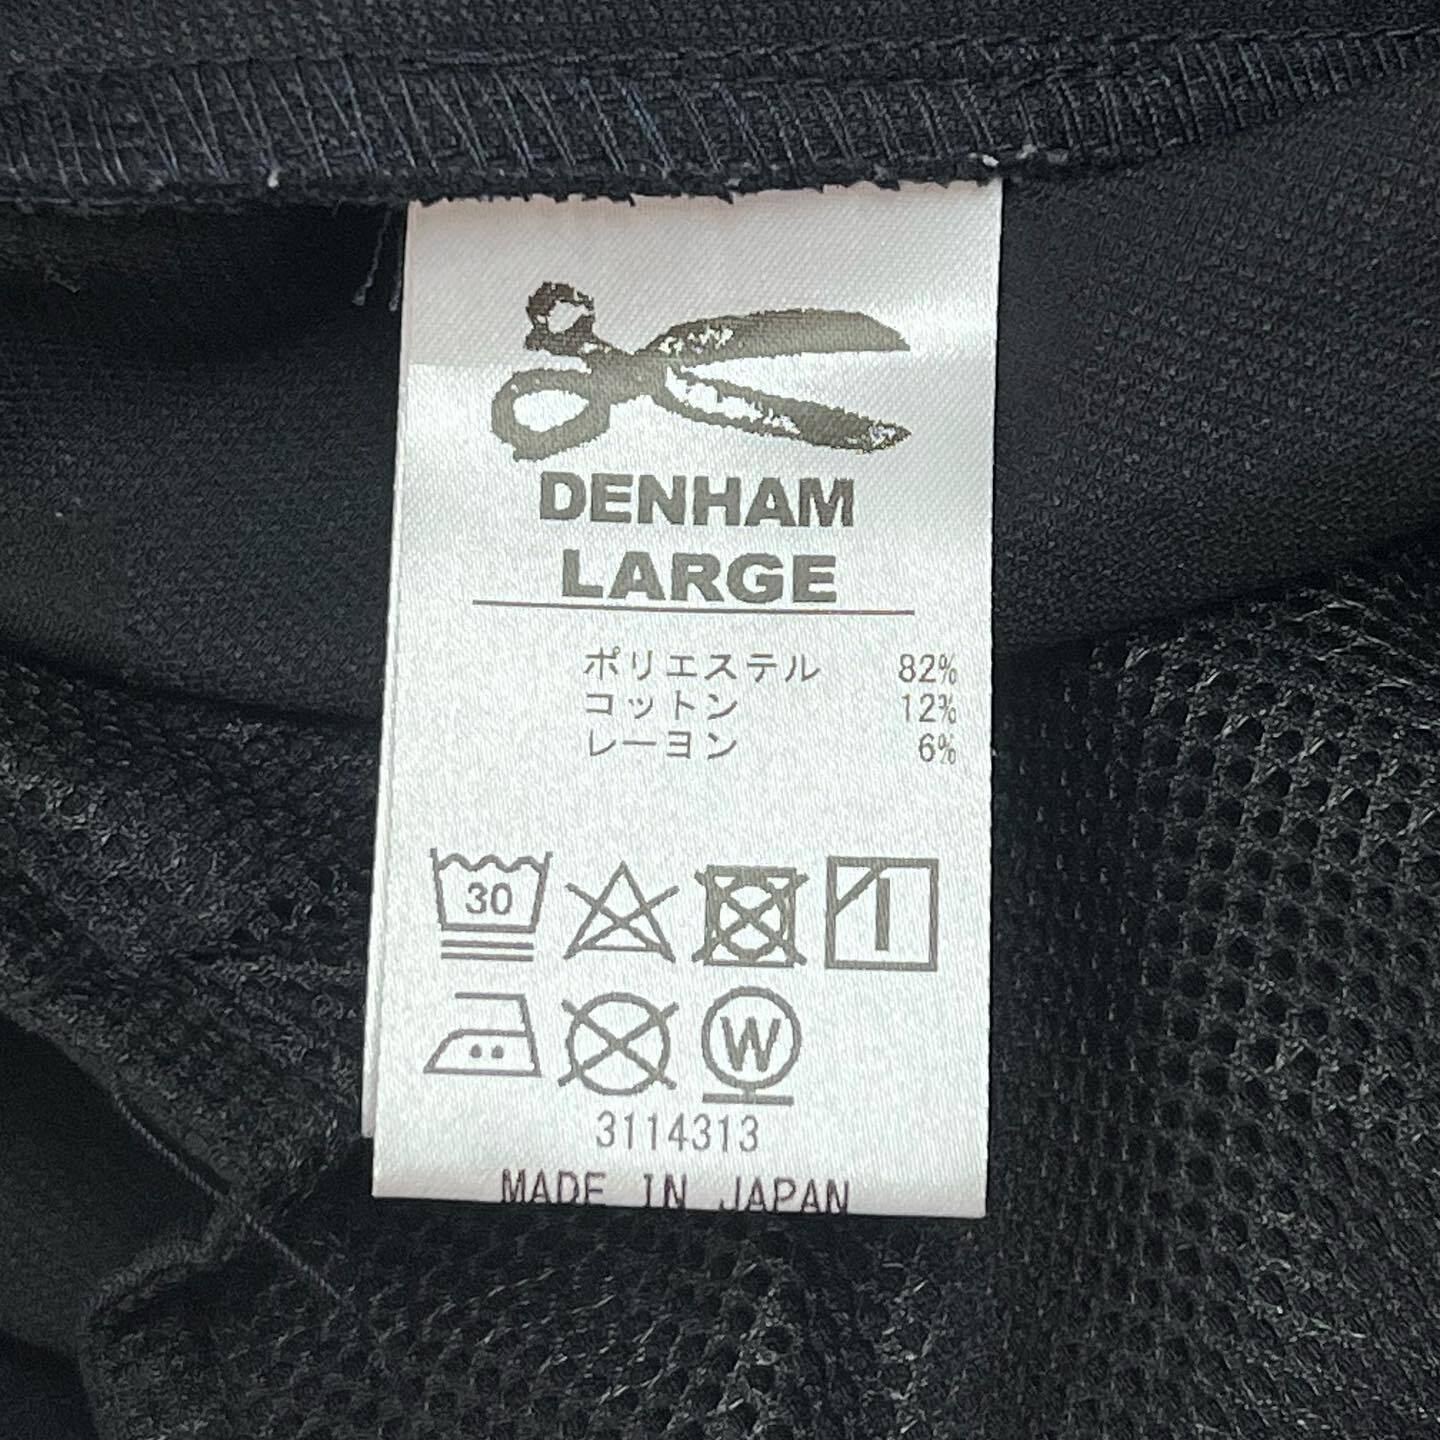 DENHAM
LARGE
ポリエステル 82%
コットン 12%
レーヨン 6%
30
W
3114313
MADE IN JAPAN